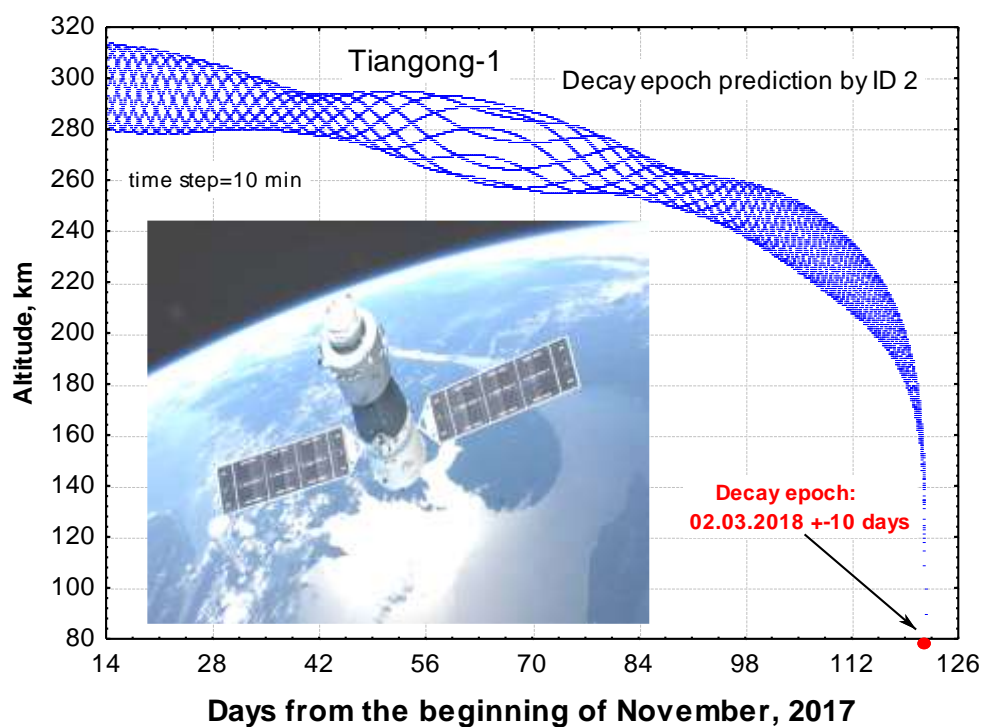 Tiangong-1
Decay epoch prediction by ID 2
time step=10 min
Altitude, km
320
300
280
260
240
220
200
180
160
140
120
100
80
Decay epoch:
02.03.2018 +-10 days
14 28 42 56 70 84 98 112 126
Days from the beginning of November, 2017